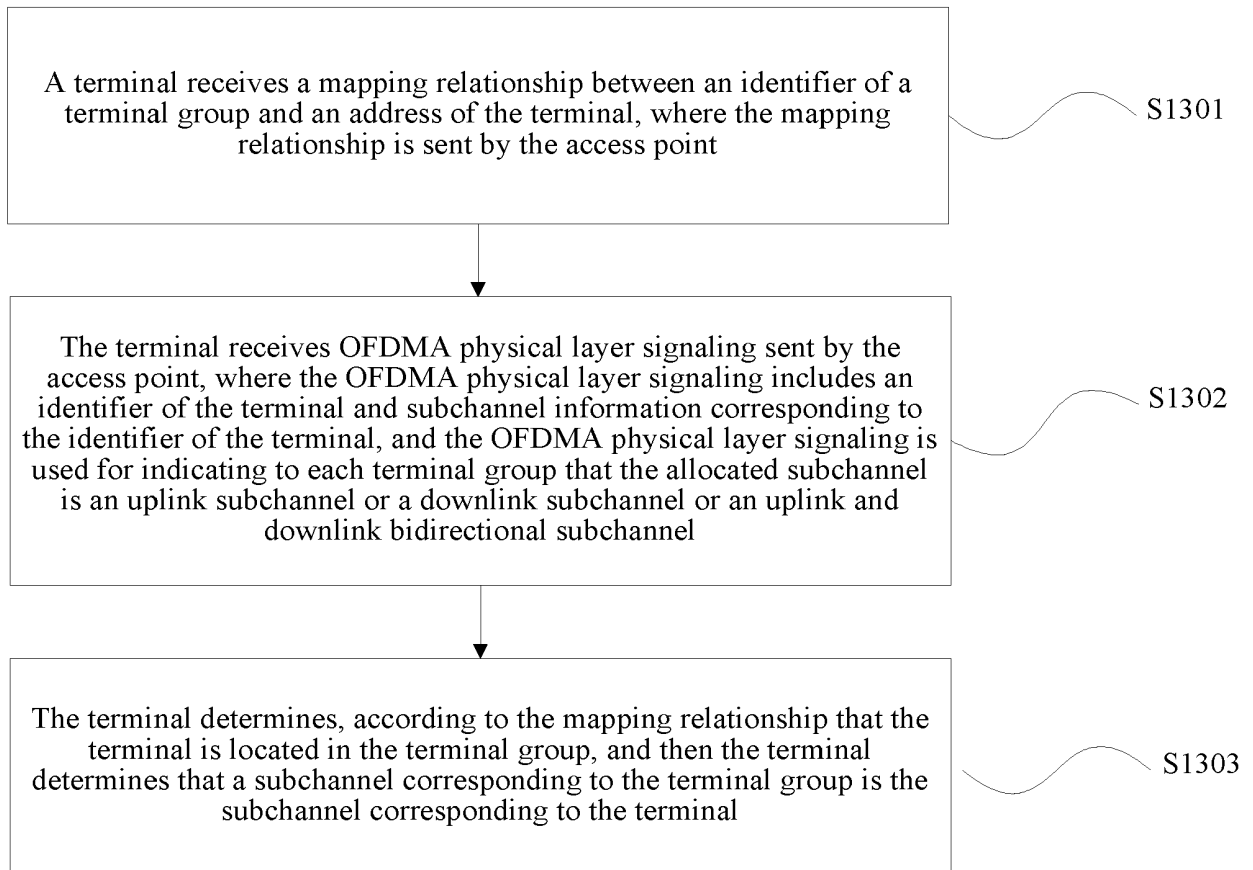 A terminal receives a mapping relationship between an identifier of a
terminal group and an address of the terminal, where the mapping
relationship is sent by the access point
S1301
The terminal receives OFDMA physical layer signaling sent by the
access point, where the OFDMA physical layer signaling includes an
identifier of the terminal and subchannel information corresponding to
the identifier of the terminal, and the OFDMA physical layer signaling is
used for indicating to each terminal group that the allocated subchannel
is an uplink subchannel or a downlink subchannel or an uplink and
downlink bidirectional subchannel
S1302
The terminal determines, according to the mapping relationship that the
terminal is located in the terminal group, and then the terminal
determines that a subchannel corresponding to the terminal group is the
subchannel corresponding to the terminal
S1303